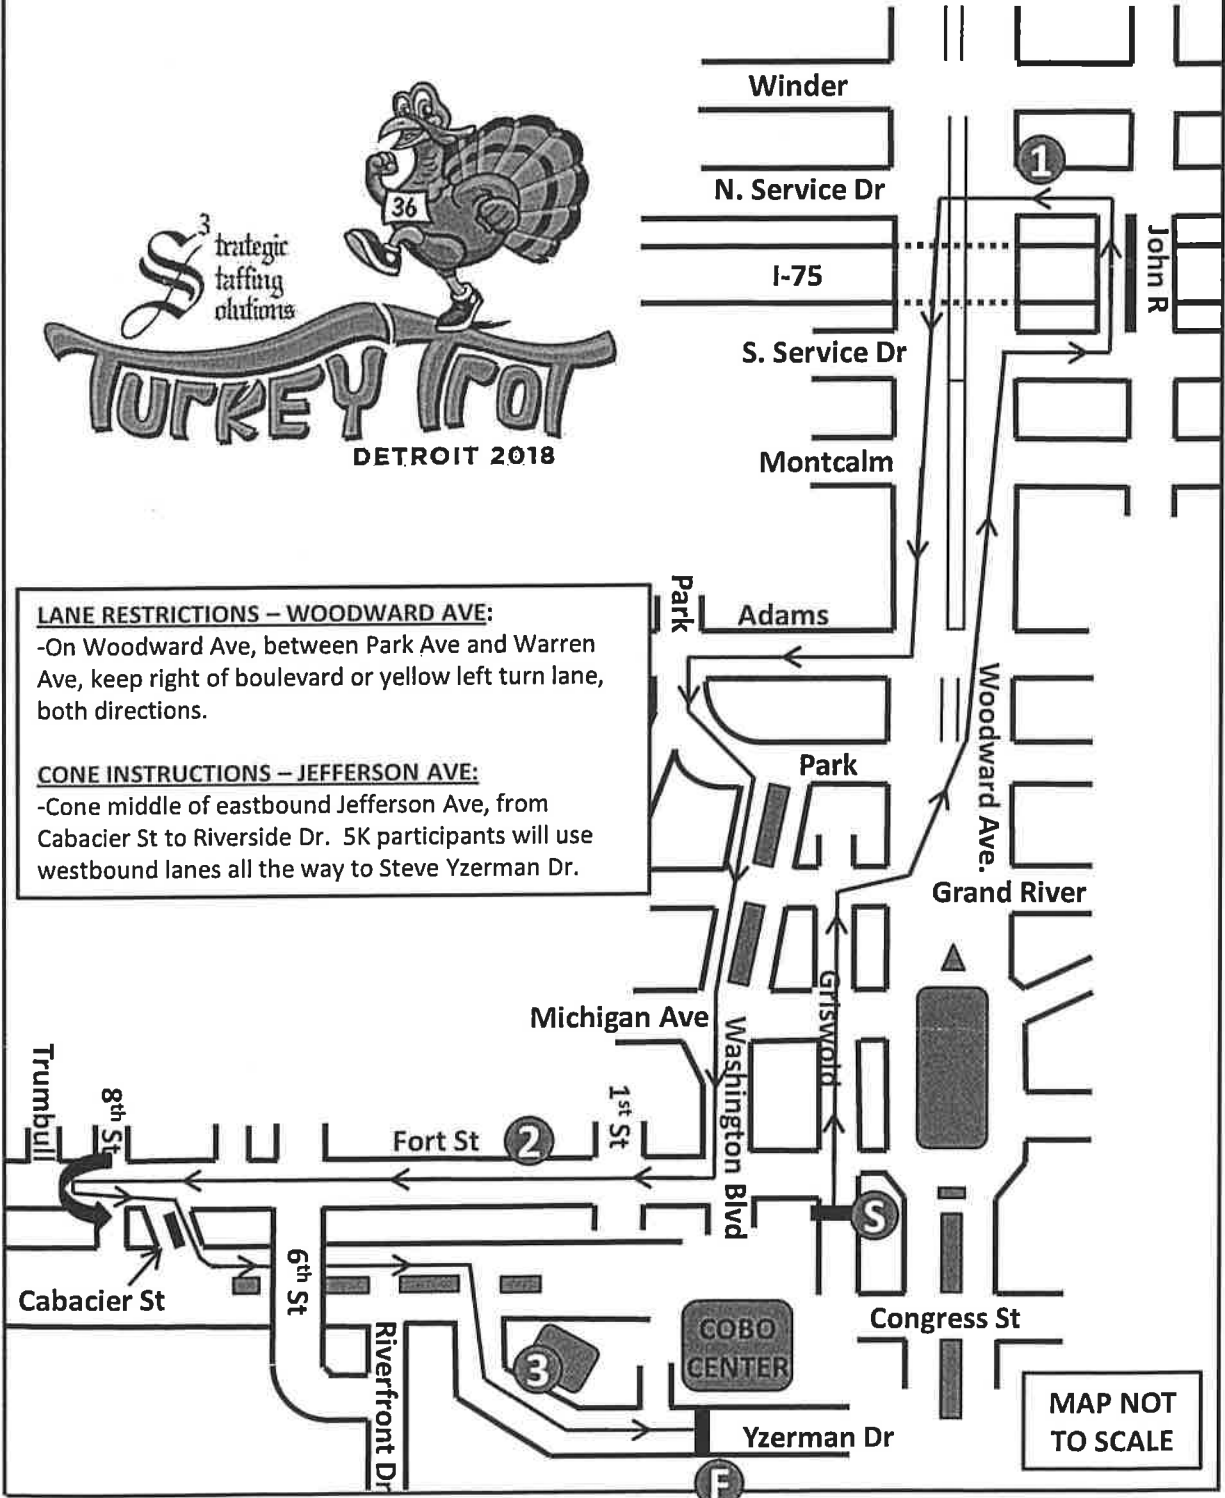 Winder
1
N. Service Dr
John R
I-75
S. Service Dr
Montcalm
36
S3trategic
taffing
olutions
TURKEY TROT
DETROIT 2018
LANE RESTRICTIONS – WOODWARD AVE:
-On Woodward Ave, between Park Ave and Warren
Ave, keep right of boulevard or yellow left turn lane,
both directions.
CONE INSTRUCTIONS – JEFFERSON AVE:
-Cone middle of eastbound Jefferson Ave, from
Cabacier St to Riverside Dr. 5K participants will use
westbound lanes all the way to Steve Yzerman Dr.
Park
Adams
Woodward Ave.
Park
Grand River
Griswold
Michigan Ave
Washington Blvd
Trumbull
8th St
1st St
Fort St
2
S
6th St
Cabacier St
Riverfront Dr
3
COBO
CENTER
Congress St
Yzerman Dr
F
MAP NOT
TO SCALE